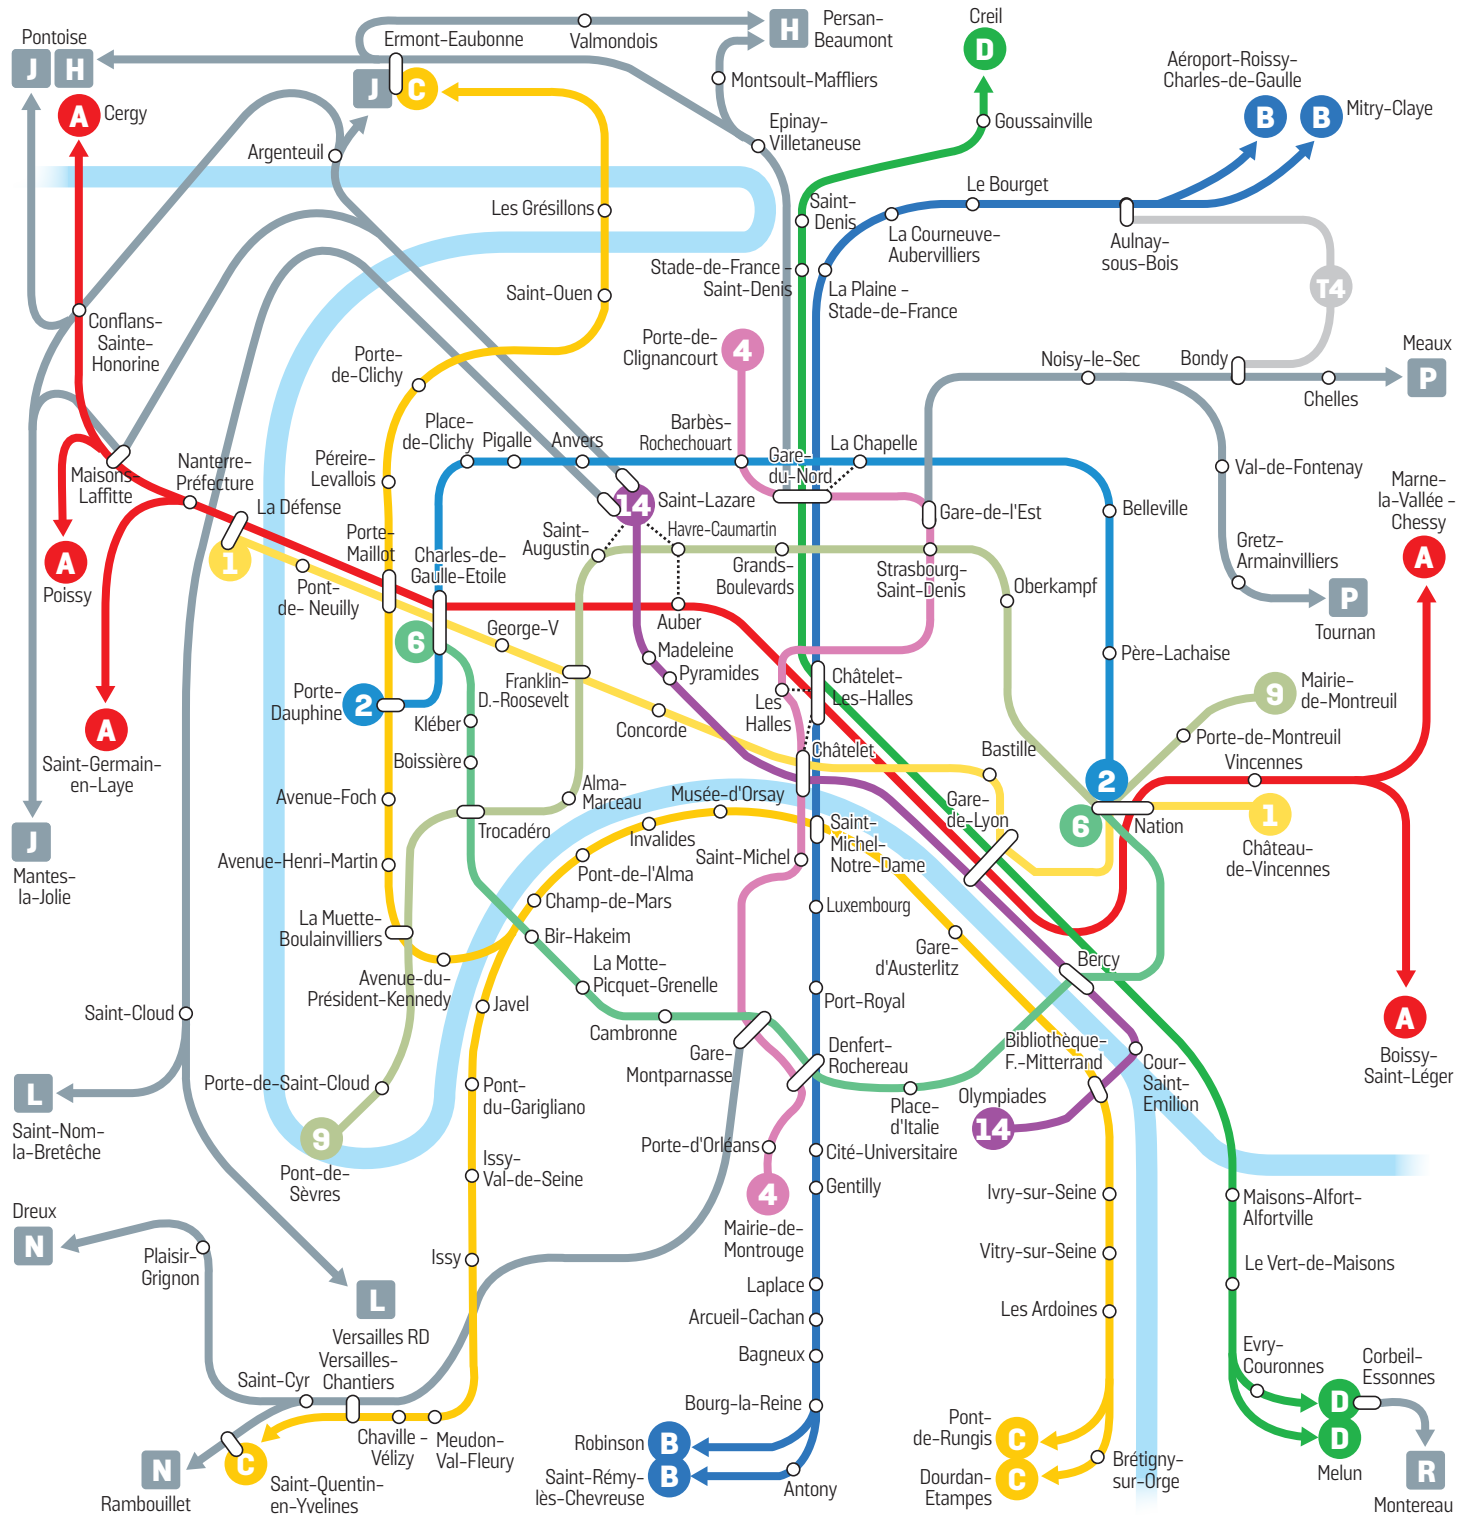 Pontoise
J
H
A
Cergy
Ermont-Eaubonne
J
C
Valmondois
H
Persan-
Beaumont
Montsoult-Maffliers
Epinay-
Villetaneuse
Creil
D
Goussainville
Aéroport-Roissy-
Charles-de-Gaulle
B
B
Mitry-Claye
Argenteuil
Les Grésillons
Saint-
Denis
Le Bourget
La Courneuve-
Aubervilliers
Aulnay-
sous-Bois
T4
Stade-de-France -
Saint-Denis
La Plaine -
Stade-de-France
Saint-Ouen
Conflans-
Sainte-
Honorine
Porte-
de-Clichy
Porte-de-
Clignancourt
4
Noisy-le-Sec
Bondy
Meaux
P
Chelles
Place-
de-Clichy
Pigalle
Anvers
Barbès-
Rochechouart
La Chapelle
Gare-
du-Nord
Val-de-Fontenay
Maisons-
Laffitte
Nanterre-
Préfecture
Péreire-
Levallois
La Défense
14
Saint-Lazare
Gare-de-l'Est
Belleville
Marne-
la-Vallée -
Chessy
A
A
Poissy
1
Pont-
de- Neuilly
Porte-
Maillot
Charles-de-
Gaulle-Etoile
Saint-
Augustin
Havre-Caumartin
Grands-
Boulevards
Strasbourg-
Saint-Denis
Oberkampf
Gretz-
Armainvilliers
P
Tournan
6
George-V
Auber
Madeleine
Pyramides
Père-Lachaise
Porte-
Dauphine
2
Kléber
Franklin-
D.-Roosevelt
Concorde
Les
Halles
Châtelet-
Les-Halles
Mairie-
de-Montreuil
9
A
Saint-Germain-
en-Laye
Boissière
Châtelet
Bastille
Porte-de-Montreuil
Vincennes
Avenue-Foch
Alma-
Marceau
Musée-d'Orsay
2
6
Nation
1
Château-
de-Vincennes
J
Mantes-
la-Jolie
Trocadéro
Invalides
Saint-
Michel-
Notre-Dame
Gare-
de-Lyon
Avenue-Henri-Martin
Pont-de-l'Alma
Saint-Michel
Champ-de-Mars
Luxembourg
La Muette-
Boulainvilliers
Bir-Hakeim
Gare-
d'Austerlitz
Avenue-du-
Président-Kennedy
La Motte-
Picquet-Grenelle
Bercy
Javel
Port-Royal
Saint-Cloud
Cambronne
Gare-
Montparnasse
Denfert-
Rochereau
Bibliothèque-
F.-Mitterrand
Cour-
Saint-
Emilion
A
Boissy-
Saint-Léger
L
Saint-Nom-
la-Bretêche
Porte-de-Saint-Cloud
Pont-
du-Garigliano
Place-
d'Italie
Olympiades
14
9
Pont-de-
Sèvres
Issy-
Val-de-Seine
Porte-d'Orléans
Cité-Universitaire
4
Gentilly
Ivry-sur-Seine
Maisons-Alfort-
Alfortville
Mairie-de-
Montrouge
Dreux
N
Plaisir-
Grignon
Issy
Vitry-sur-Seine
Le Vert-de-Maisons
L
Versailles RD
Laplace
Arcueil-Cachan
Les Ardoines
Bagneux
Evry-
Couronnes
Corbeil-
Essonnes
Saint-Cyr
Versailles-
Chantiers
Bourg-la-Reine
D
D
Melun
Chaville -
Vélizy
Meudon-
Val-Fleury
Robinson
B
Pont-
de-Rungis
C
N
Rambouillet
C
Saint-Quentin-
en-Yvelines
Saint-Rémy-
lès-Chevreuse
B
Antony
Dourdan-
Etampes
C
Brétigny-
sur-Orge
R
Montereau